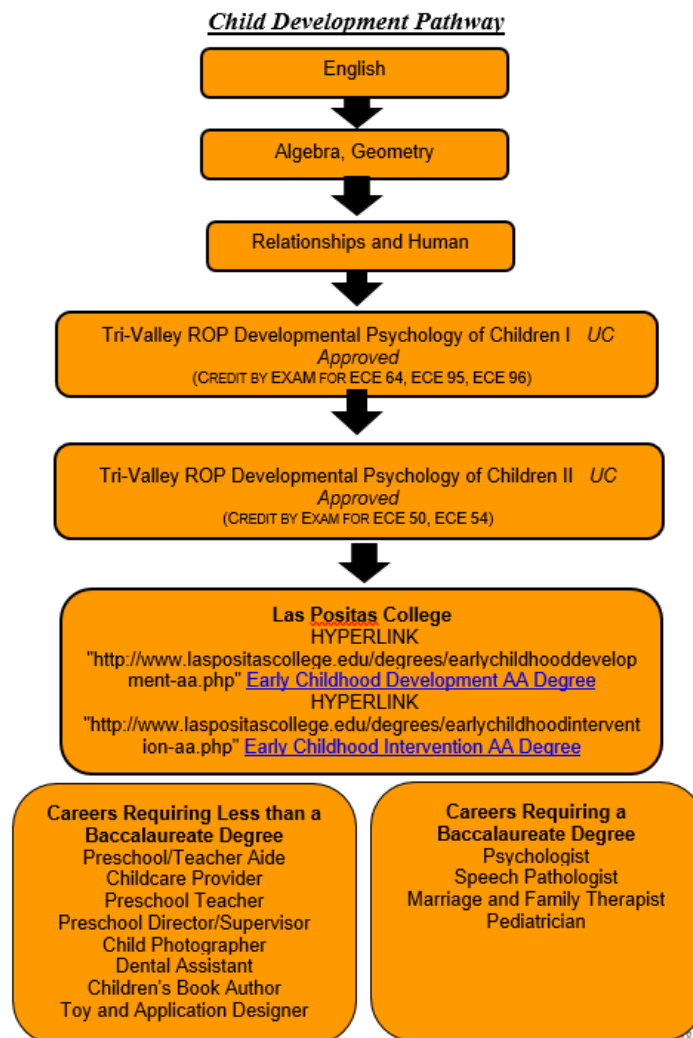 Child Development Pathway
English
Algebra, Geometry
Relationships and Human
Tri-Valley ROP Developmental Psychology of Children I UC
Approved
(CREDIT BY EXAM FOR ECE 64, ECE 95, ECE 96)
Tri-Valley ROP Developmental Psychology of Children II UC
Approved
(CREDIT BY EXAM FOR ECE 50, ECE 54)
Las Positas College
HYPERLINK
"http://www.laspositascollege.edu/degrees/earlychildhooddevelop
ment-aa.php" Early Childhood Development AA Degree
HYPERLINK
"http://www.laspositascollege.edu/degrees/earlychildhoodintervent
ion-aa.php" Early Childhood Intervention AA Degree
Careers Requiring Less than a
Baccalaureate Degree
Preschool/Teacher Aide
Childcare Provider
Preschool Teacher
Preschool Director/Supervisor
Child Photographer
Dental Assistant
Children's Book Author
Toy and Application Designer
Careers Requiring a
Baccalaureate Degree
Psychologist
Speech Pathologist
Marriage and Family Therapist
Pediatrician